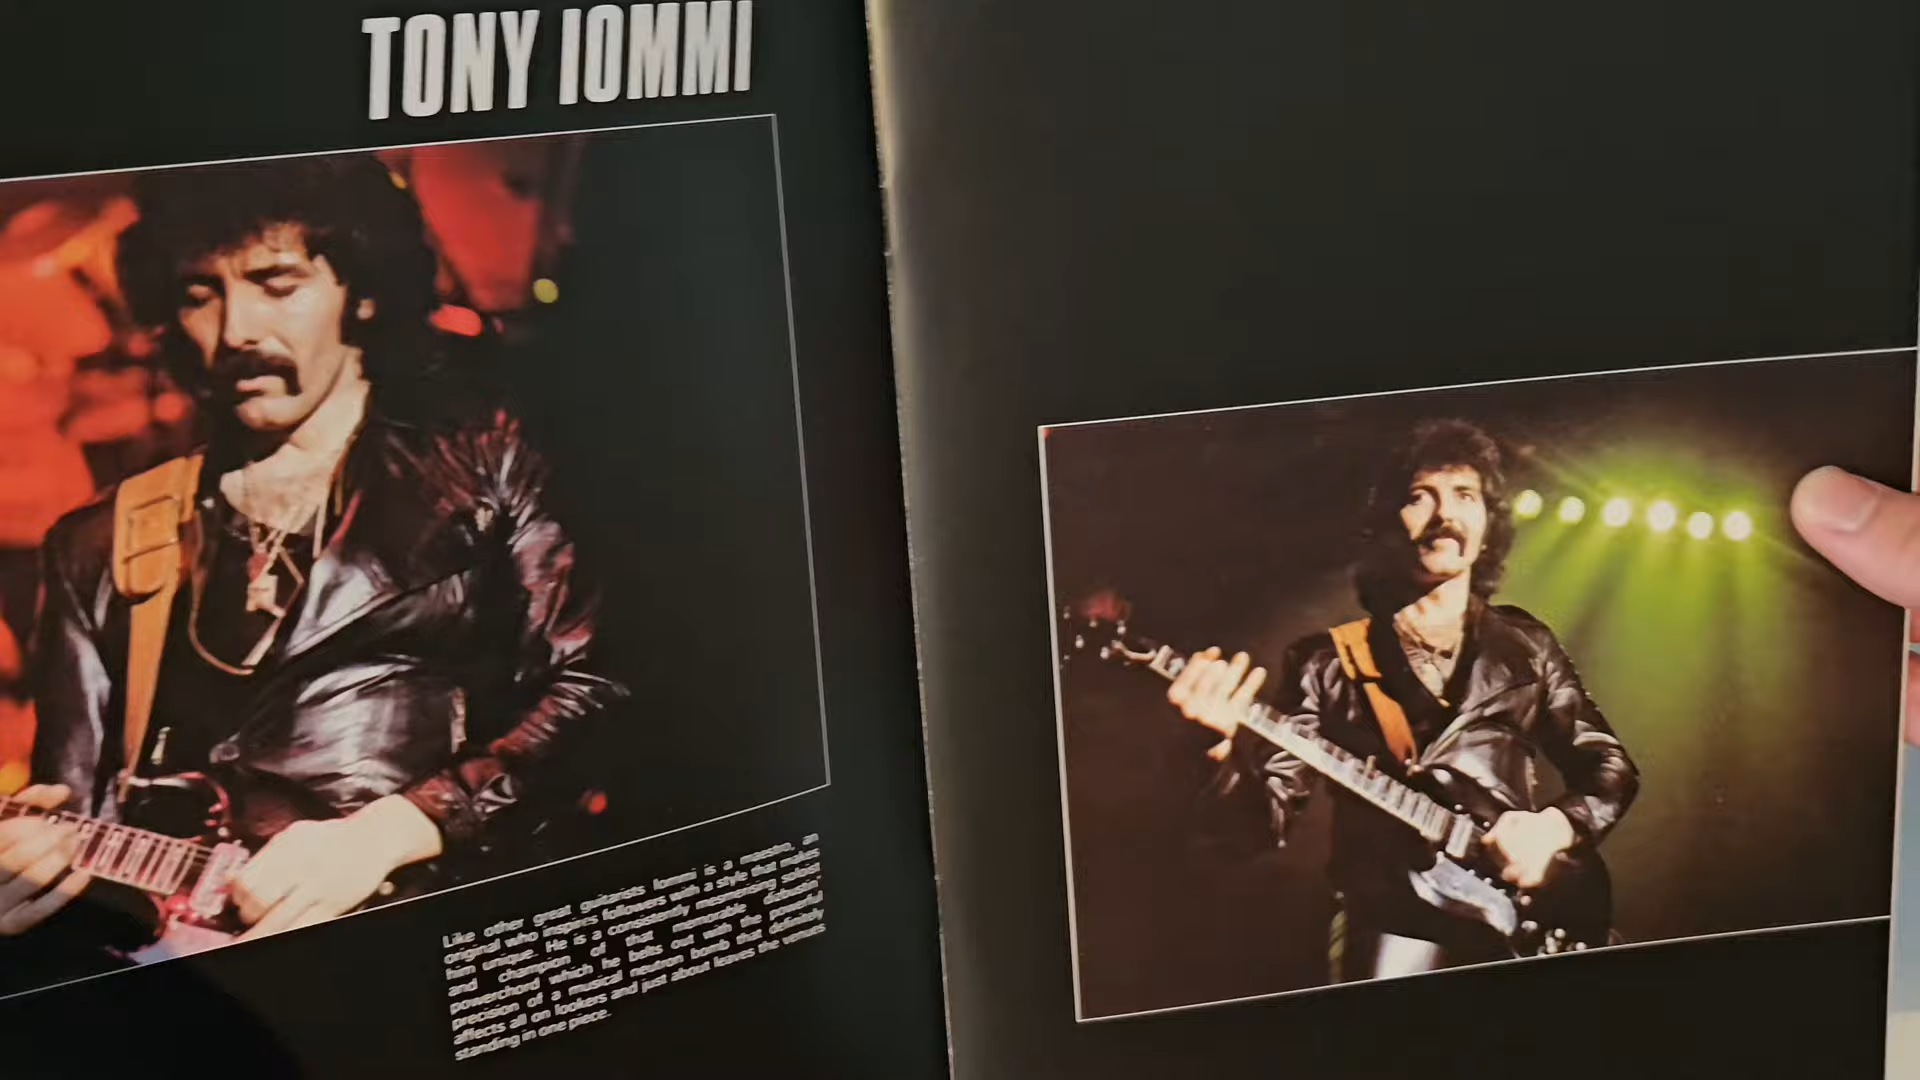 TONY IOMMI
Like other great guitarists Iommi is a maestro, an
original who inspires followers with a style that makes
him unique. He is a consistently mesmerising soloist
and champion of that memorable 'dobusin'
powerchord which he belts out with the powerful
precision of a musical neutron bomb that definitely
affects all on lookers and just about leaves the venues
standing in one piece.